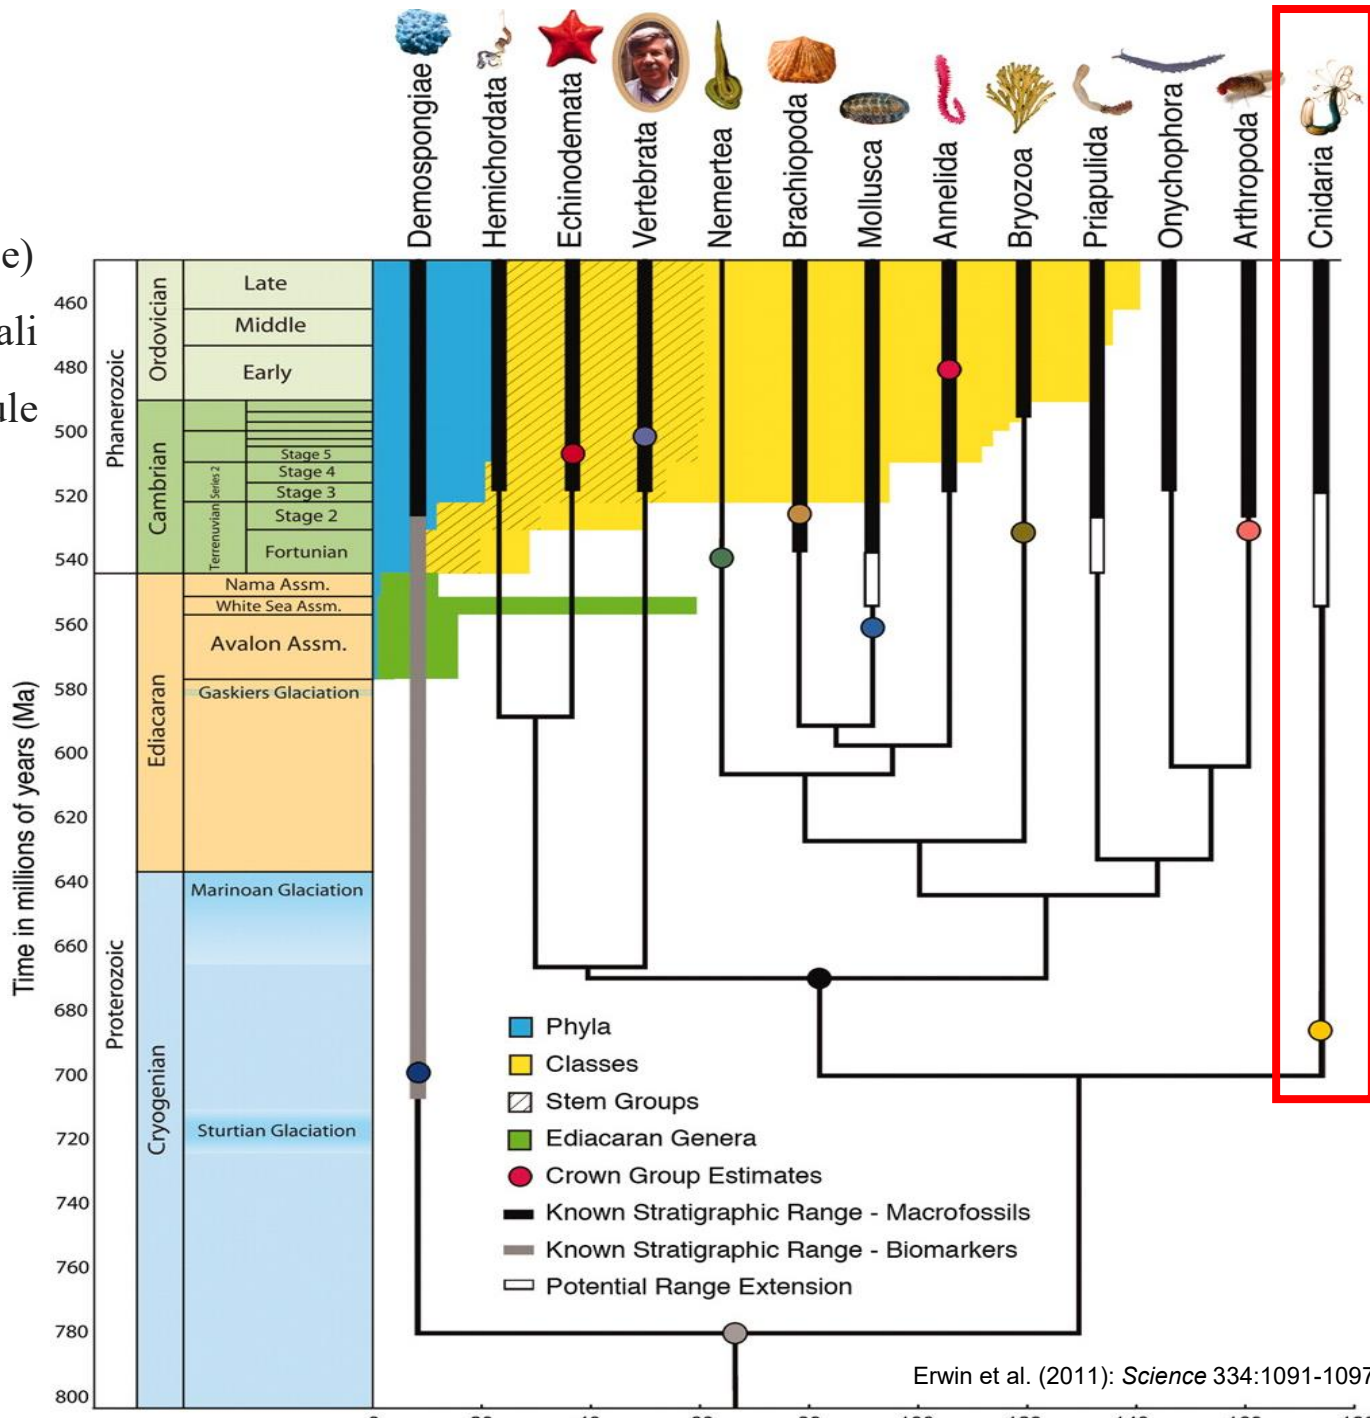 Demospongiae
Hemichordata
Echinodemata
Vertebrata
Nemertea
Brachiopoda
Mollusca
Annelida
Bryozoa
Priapulida
Onychophora
Arthropoda
Cnidaria
e)
ali
ule
Time in millions of years (Ma)
460
480
500
520
540
560
580
600
620
640
660
680
700
720
740
760
780
800
Phanerozoic
Proterozoic
Ordovician
Cambrian
Ediacaran
Cryogenian
Late
Middle
Early
Series 2
Terrenuvian
Stage 5
Stage 4
Stage 3
Stage 2
Fortunian
Nama Assm.
White Sea Assm.
Avalon Assm.
Gaskiers Glaciation
Marinoan Glaciation
Sturtian Glaciation
Phyla
Classes
Stem Groups
Ediacaran Genera
Crown Group Estimates
Known Stratigraphic Range - Macrofossils
Known Stratigraphic Range - Biomarkers
Potential Range Extension
Erwin et al. (2011): Science 334:1091-1097